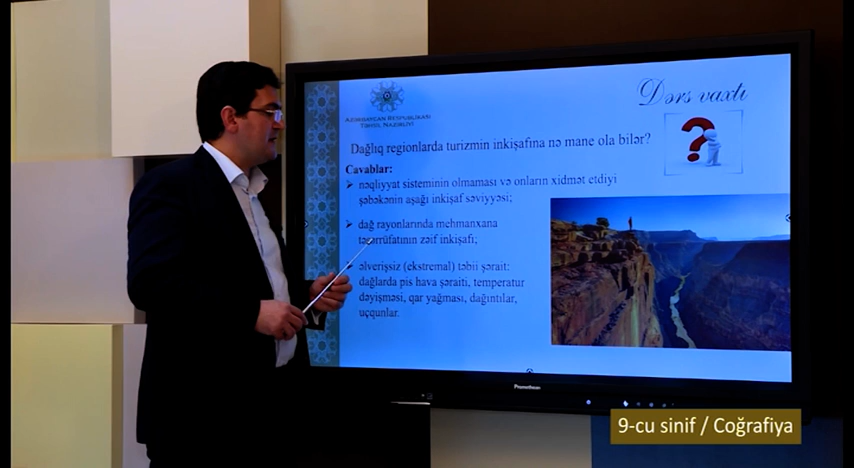 Dərs vaxtı
AZƏRBAYCAN RESPUBLİKASI
TƏHSİL NAZİRLİYİ
Dağlıq regionlarda turizmin inkişafına nə mane ola bilər?
Cavablar:
nəqliyyat sisteminin olmaması və onların xidmət etdiyi
şəbəkənin aşağı inkişaf səviyyəsi;
dağ rayonlarında mehmanxana
təsərrüfatının zəif inkişafı;
əlverişsiz (ekstremal) təbii şərait:
dağlarda pis hava şəraiti, temperatur
dəyişməsi, qar yağması, dağıntılar,
uçqunlar.
Promethean
9-cu sinif / Coğrafiya